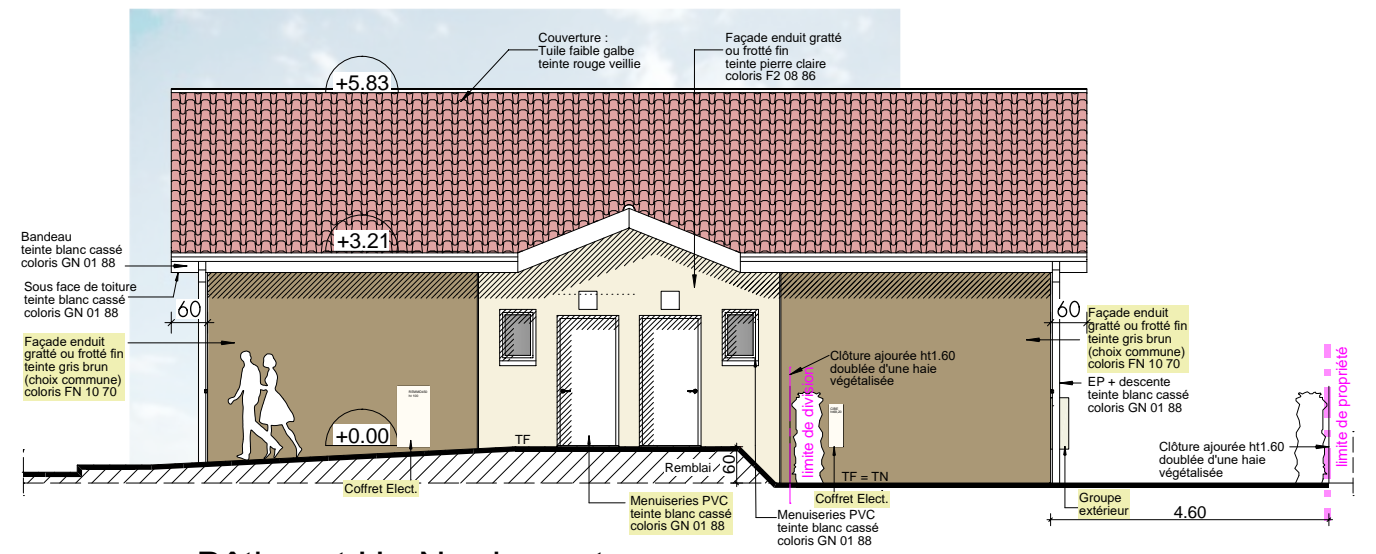 Couverture :
Tuile faible galbe
teinte rouge veillie
Façade enduit gratté
ou frotté fin
teinte pierre claire
coloris F2 08 86
+5.83
+3.21
Bandeau
teinte blanc cassé
coloris GN 01 88
Sous face de toiture
teinte blanc cassé
coloris GN 01 88
60
60
Façade enduit
gratté ou frotté fin
teinte gris brun
(choix commune)
coloris FN 10 70
Façade enduit
gratté ou frotté fin
teinte gris brun
(choix commune)
coloris FN 10 70
Clôture ajourée ht1.60
doublée d'une haie
végétalisée
limite de division
limite de propriété
EP + descente
teinte blanc cassé
coloris GN 01 88
+0.00
TF
Remblai
60
TF = TN
Clôture ajourée ht1.60
doublée d'une haie
végétalisée
Coffret Elect.
Menuiseries PVC
teinte blanc cassé
coloris GN 01 88
Menuiseries PVC
teinte blanc cassé
coloris GN 01 88
Coffret Elect.
Groupe
extérieur
4.60